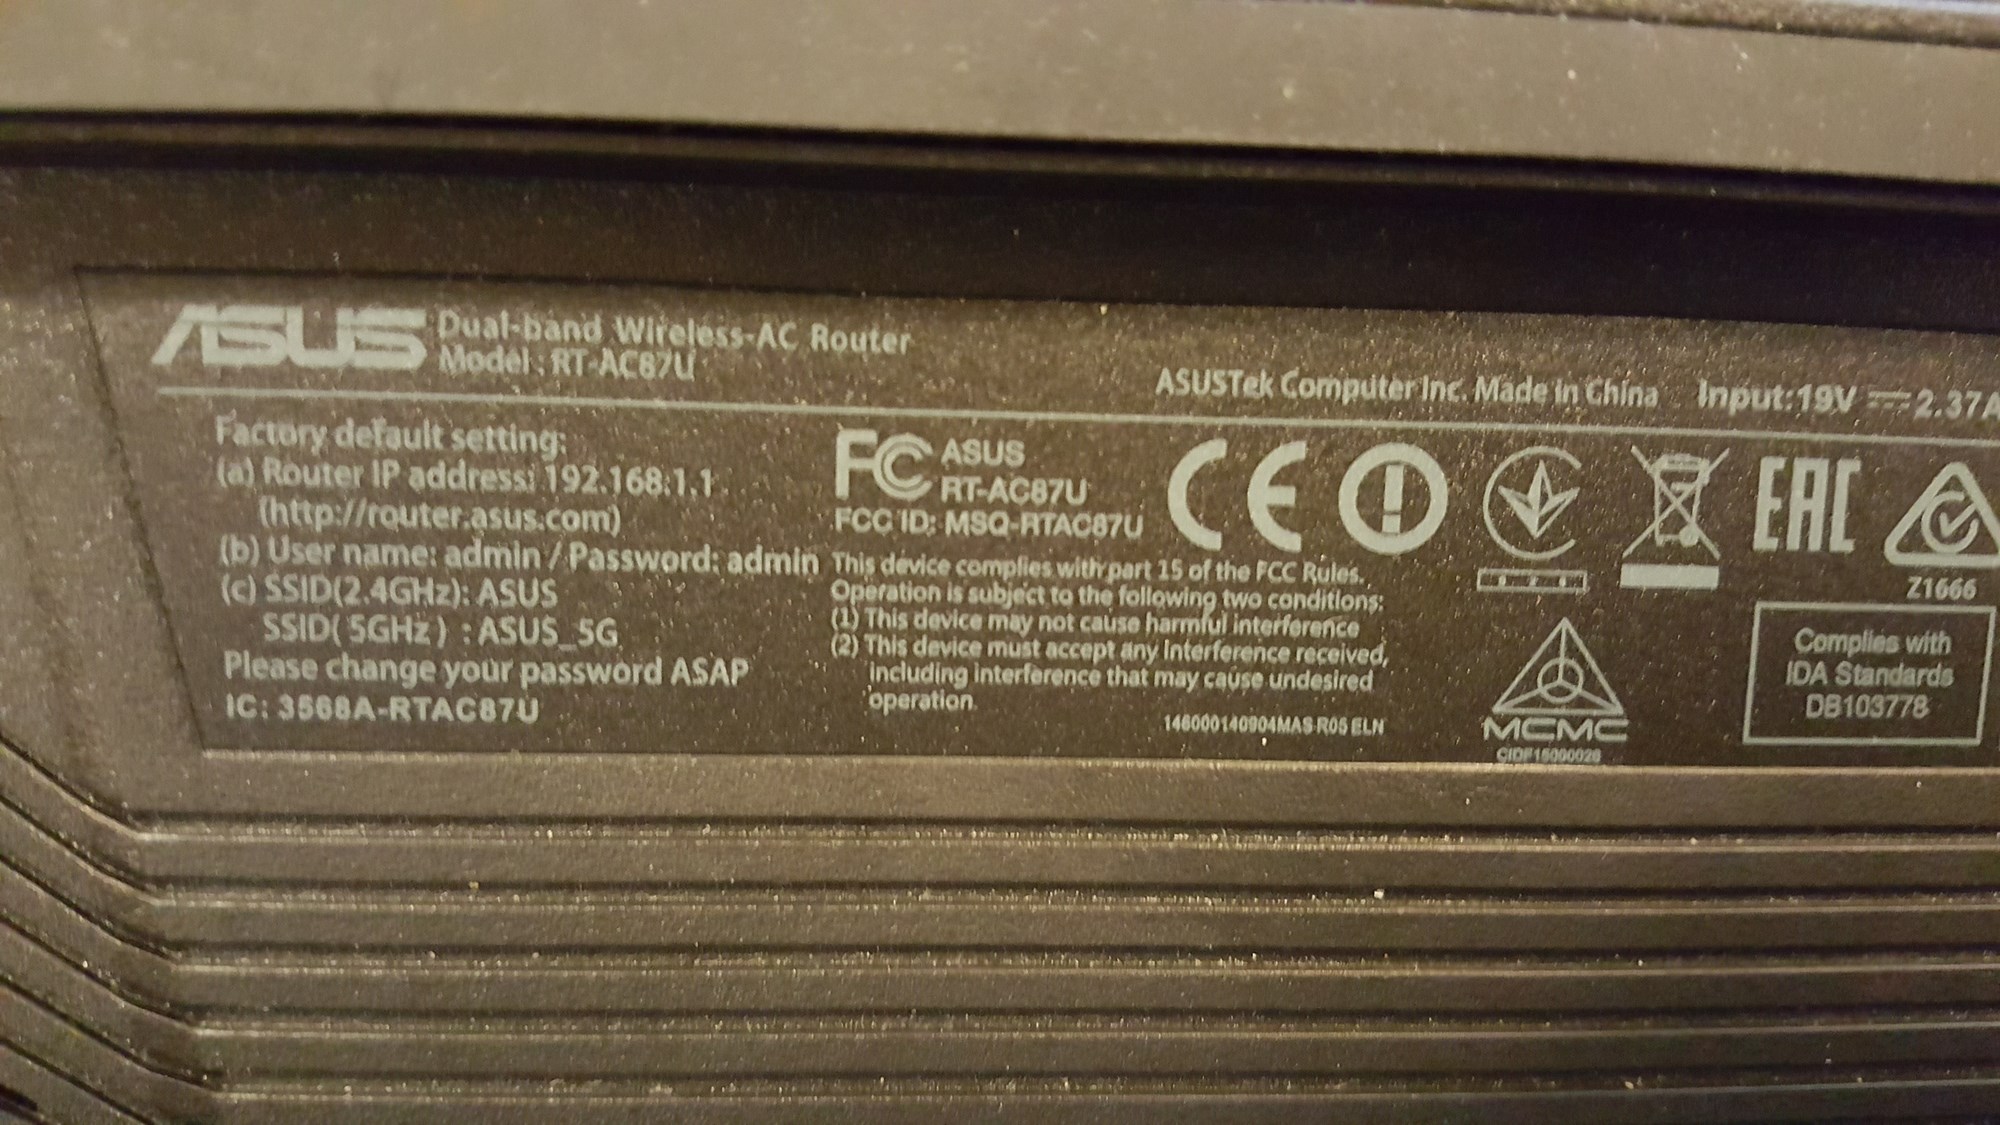 ASUS Dual-band Wireless-AC Router
Model : RT-AC87U
ASUSTek Computer Inc. Made in China Input:19V 2.37A
Factory default setting:
(a) Router IP address: 192.168.1.1
(http://router.asus.com)
(b) User name: admin / Password: admin
(c) SSID(2.4GHz): ASUS
SSID( 5GHz ) : ASUS_5G
Please change your password ASAP
IC: 3568A-RTAC87U
FC ASUS
RT-AC87U
FCC ID: MSQ-RTAC87U
This device complies with part 15 of the FCC Rules.
Operation is subject to the following two conditions:
(1) This device may not cause harmful interference
(2) This device must accept any interference received,
including interference that may cause undesired
operation.
146000140904MAS-R05 ELN
CE
EAC
Z1666
MCMC
CIDF15000026
Complies with
IDA Standards
DB103778